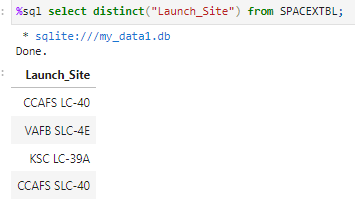 : %sql select distinct("Launch_Site") from SPACEXTBL;
* sqlite:///my_data1.db
Done.
: Launch_Site
CCAFS LC-40
VAFB SLC-4E
KSC LC-39A
CCAFS SLC-40